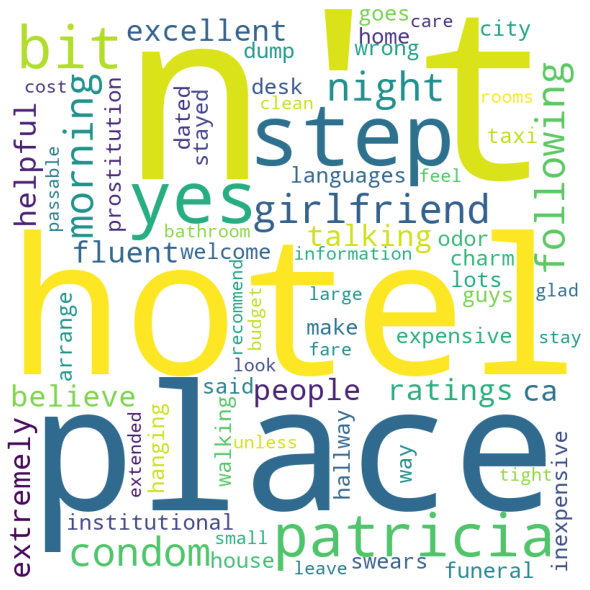 goes
care
bit
excellent
home
city
n't
dump
wrong
cost
desk
night
following
helpful
morning
prostitution
dated
stayed
clean
step
rooms
taxi
passable
yes
languages
feel
girlfriend
bathroom
talking
odor
fluent
welcome
information
charm
hotel
lots
arrange
recommend
budget
large
guys
glad
make
expensive
stay
fare
look
believe
said
people
ratings
ca
extremely
place
extended
hanging
walking
unless
hallway
way
tight
inexpensive
institutional
patricia
condom
small
house
leave
swears
funeral